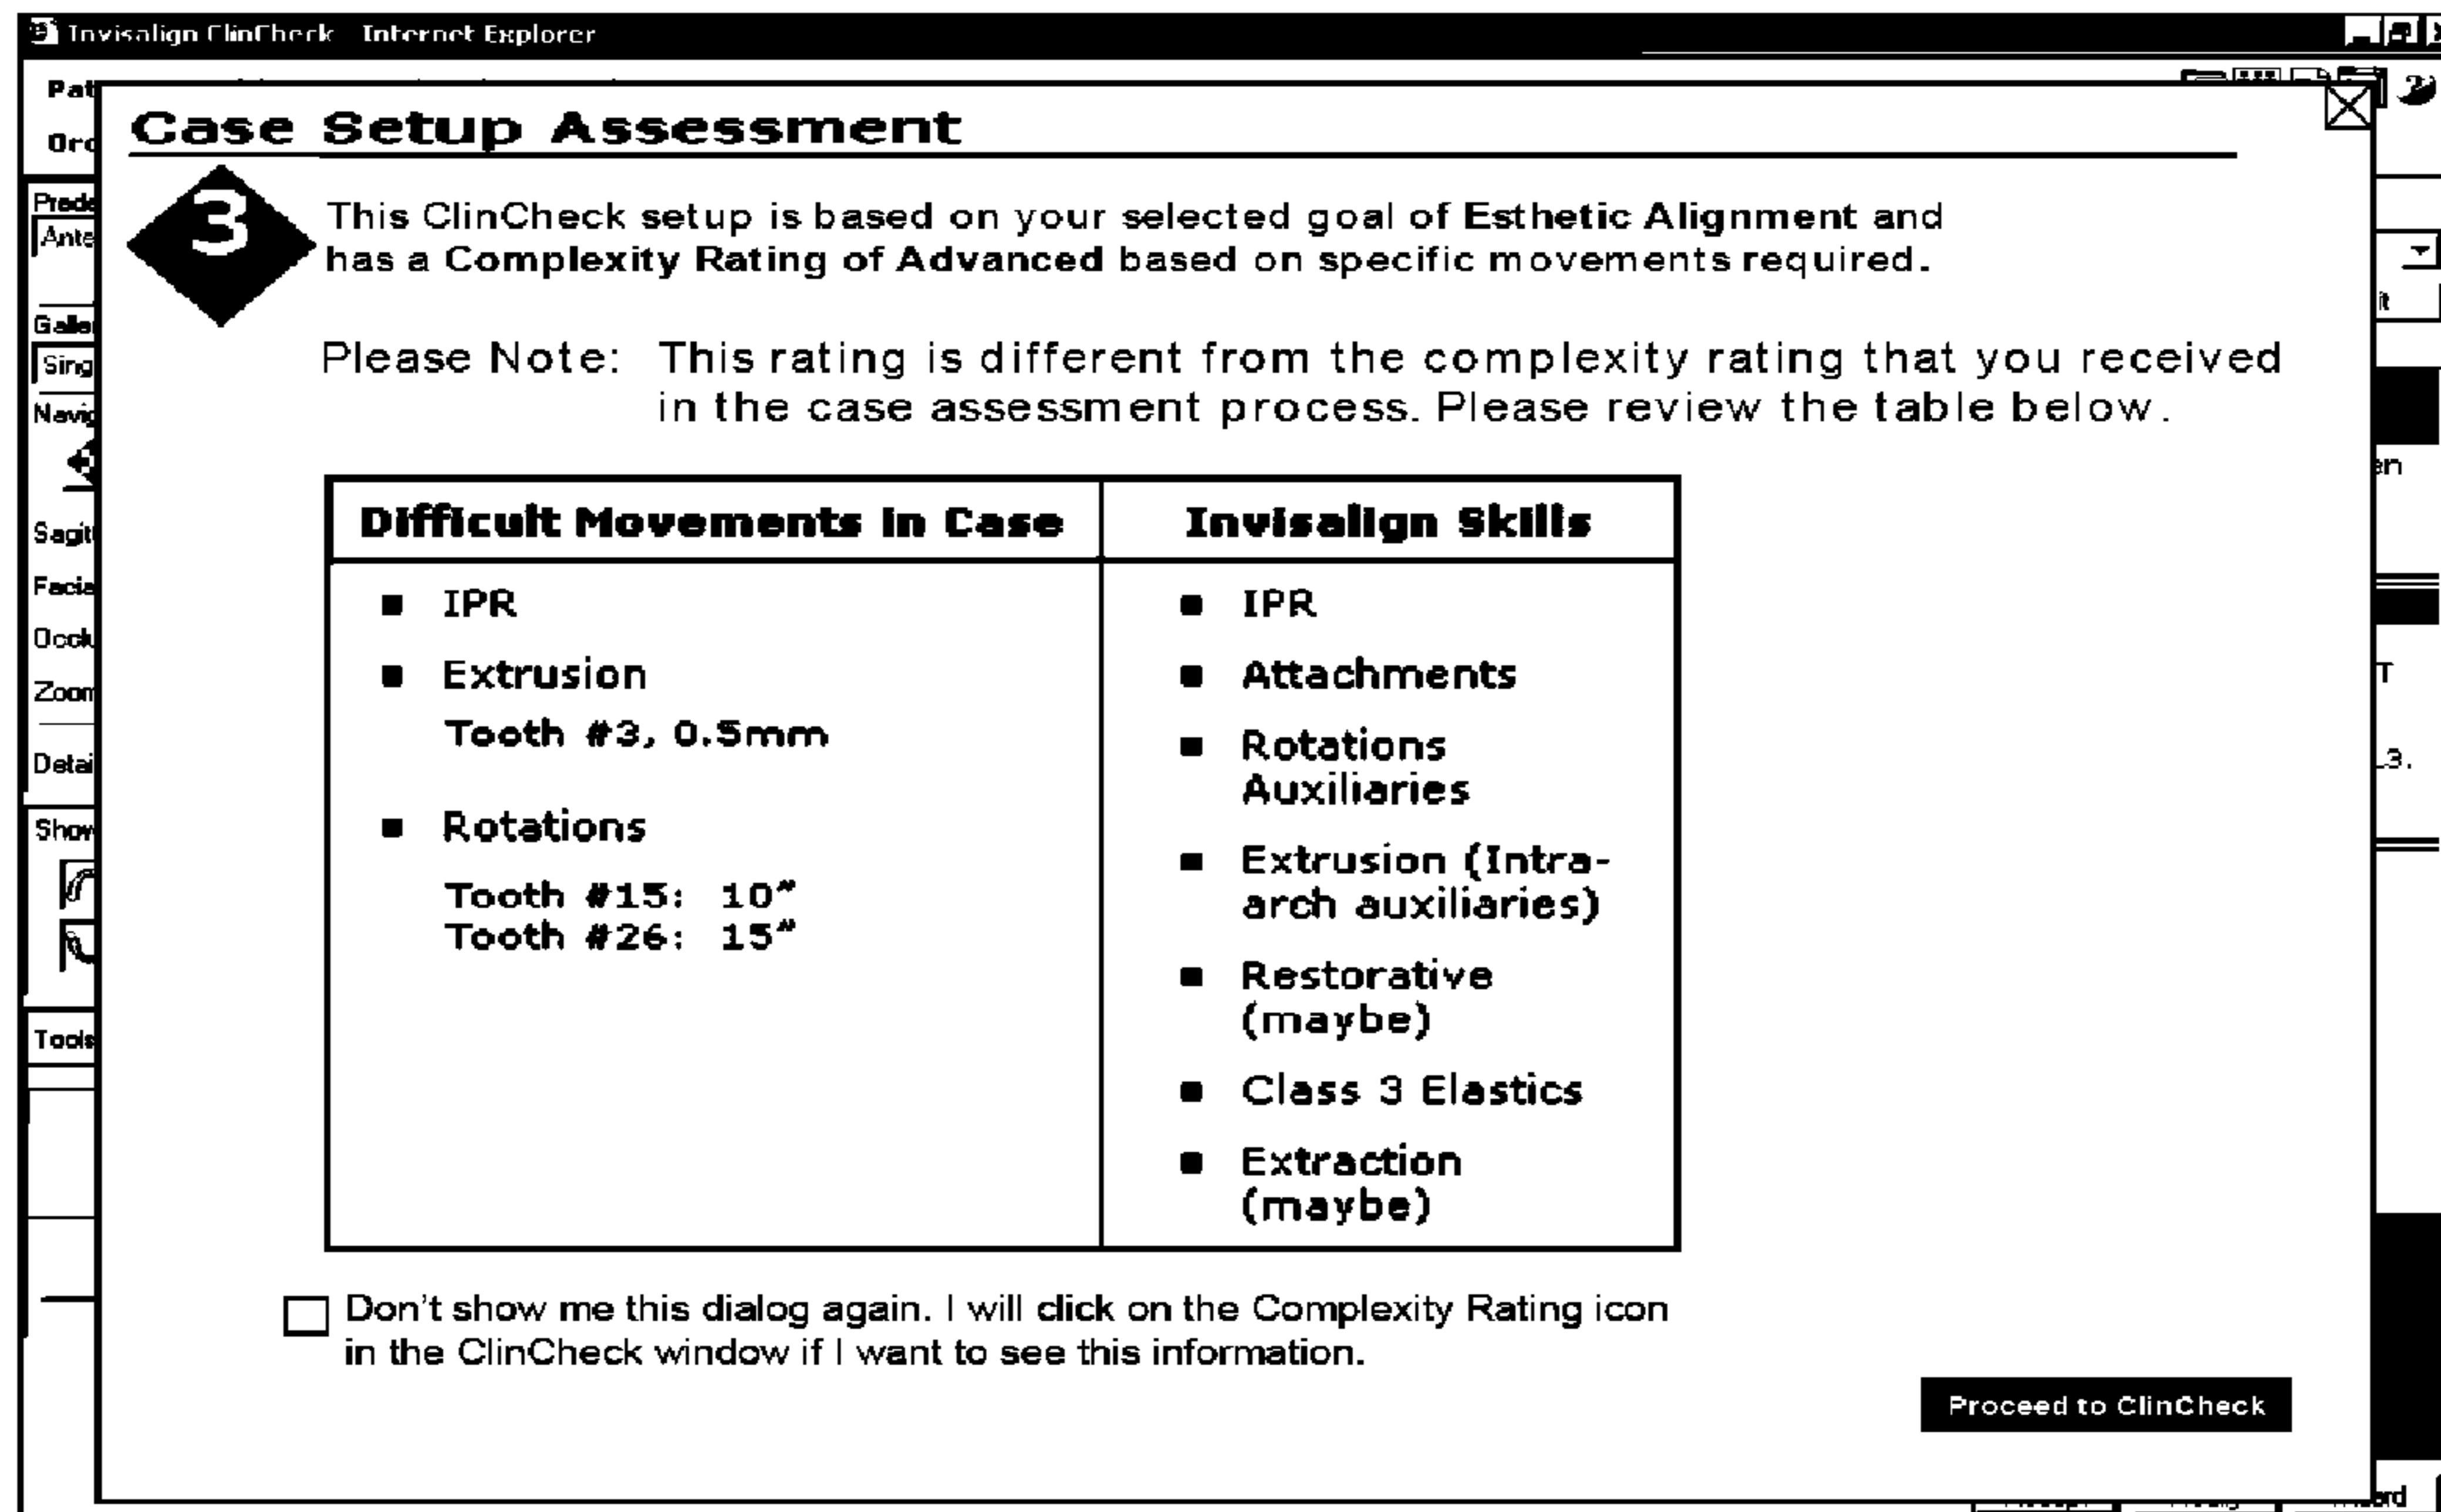 Invisalign ClinCheck Internet Explorer
Case Setup Assessment
3
This ClinCheck setup is based on your selected goal of Esthetic Alignment and
has a Complexity Rating of Advanced based on specific movements required.
Please Note: This rating is different from the complexity rating that you received
in the case assessment process. Please review the table below.
Difficult Movements in Case
IPR
Extrusion
Tooth #3, 0.5mm
Rotations
Tooth #15: 10"
Tooth #26: 15"
Invisalign Skills
IPR
Attachments
Rotations
Auxiliaries
Extrusion (Intra-
arch auxiliaries)
Restorative
(maybe)
Class 3 Elastics
Extraction
(maybe)
Don't show me this dialog again. I will click on the Complexity Rating icon
in the ClinCheck window if I want to see this information.
Proceed to ClinCheck
Zoom
Show
Tools